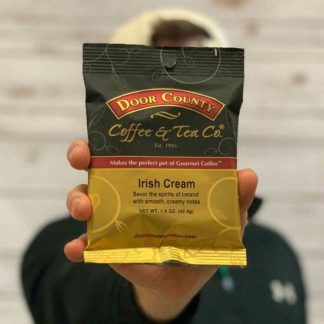 DOOR COUNTY
Coffee & Tea Co.®
EST. 1993
Makes the perfect pot of Gourmet Coffee™
Irish Cream
Savor the spirits of Ireland
with smooth, creamy notes
NET WT. 1.5 OZ (42.5g)
doorcountycoffee.com